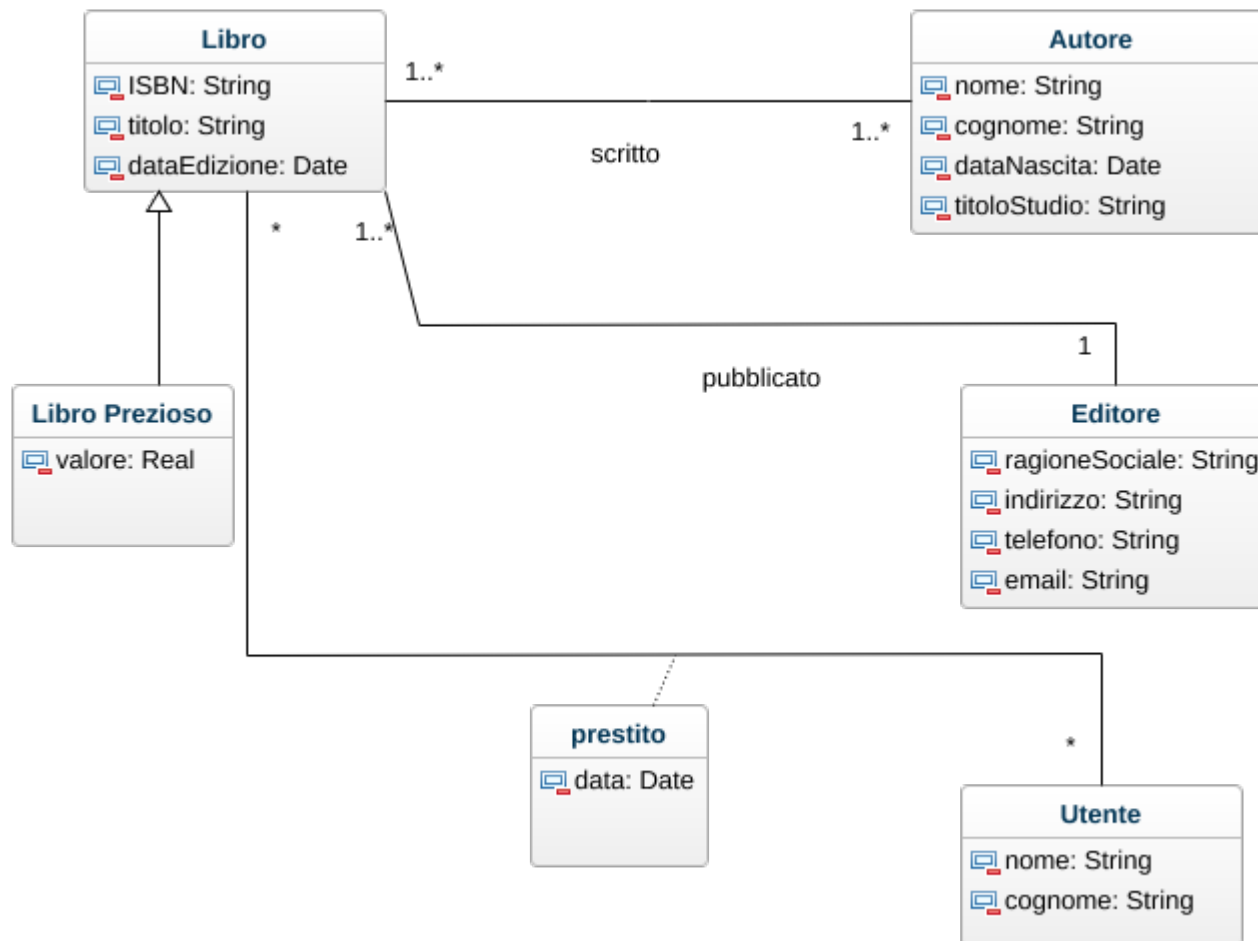 Libro
ISBN: String
titolo: String
dataEdizione: Date
1..*
scritto
1..*
Autore
nome: String
cognome: String
dataNascita: Date
titoloStudio: String
*
1..*
pubblicato
1
Libro Prezioso
valore: Real
Editore
ragioneSociale: String
indirizzo: String
telefono: String
email: String
prestito
data: Date
*
Utente
nome: String
cognome: String